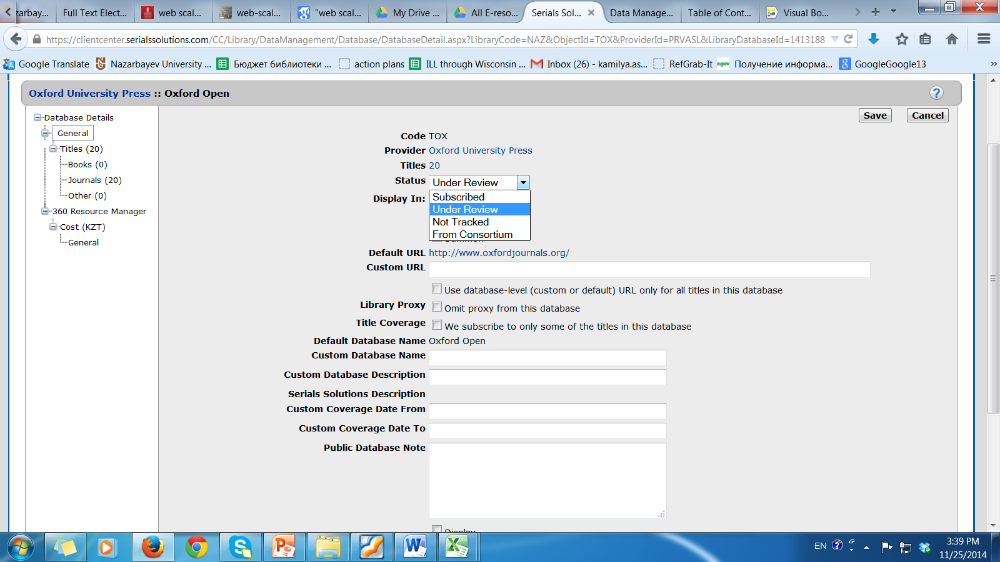 zarbay...
Full Text Elect...
web scal...
web-scal...
"web scal...
My Drive ...
All E-reso...
Serials Sol...
Data Manage...
Table of Cont...
Visual Bo...
https://clientcenter.serialssolutions.com/CC/Library/DataManagement/Database/DatabaseDetail.aspx?LibraryCode=NAZ&ObjectId=TOX&ProviderId=PRVASL&LibraryDatabaseId=1413188
Google Translate
Nazarbayev University ...
Бюджет библиотеки ...
action plans
ILL through Wisconsin ...
Inbox (26) - kamilya.as...
RefGrab-It
egov
Получение информа...
GoogleGoogle13
Oxford University Press :: Oxford Open
Save
Cancel
Database Details
General
Titles (20)
Books (0)
Journals (20)
Other (0)
360 Resource Manager
Cost (KZT)
General
Code TOX
Provider Oxford University Press
Titles 20
Status Under Review
Display In:
Subscribed
Under Review
Not Tracked
From Consortium
Default URL http://www.oxfordjournals.org/
Custom URL
Use database-level (custom or default) URL only for all titles in this database
Library Proxy Omit proxy from this database
Title Coverage We subscribe to only some of the titles in this database
Default Database Name Oxford Open
Custom Database Name
Custom Database Description
Serials Solutions Description
Custom Coverage Date From
Custom Coverage Date To
Public Database Note
Display
EN
3:39 PM
11/25/2014